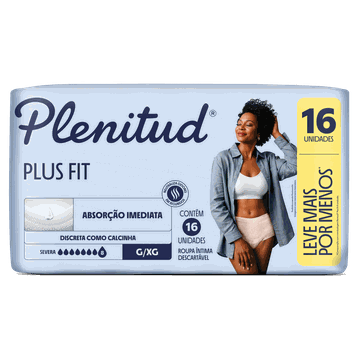 Plenitud®
PLUS FIT
ABSORÇÃO IMEDIATA
DISCRETA COMO CALCINHA
SEVERA 8 G/XG
CONTÉM
16
UNIDADES
ROUPA ÍNTIMA
DESCARTÁVEL
16
UNIDADES
LEVE MAIS
POR MENOS